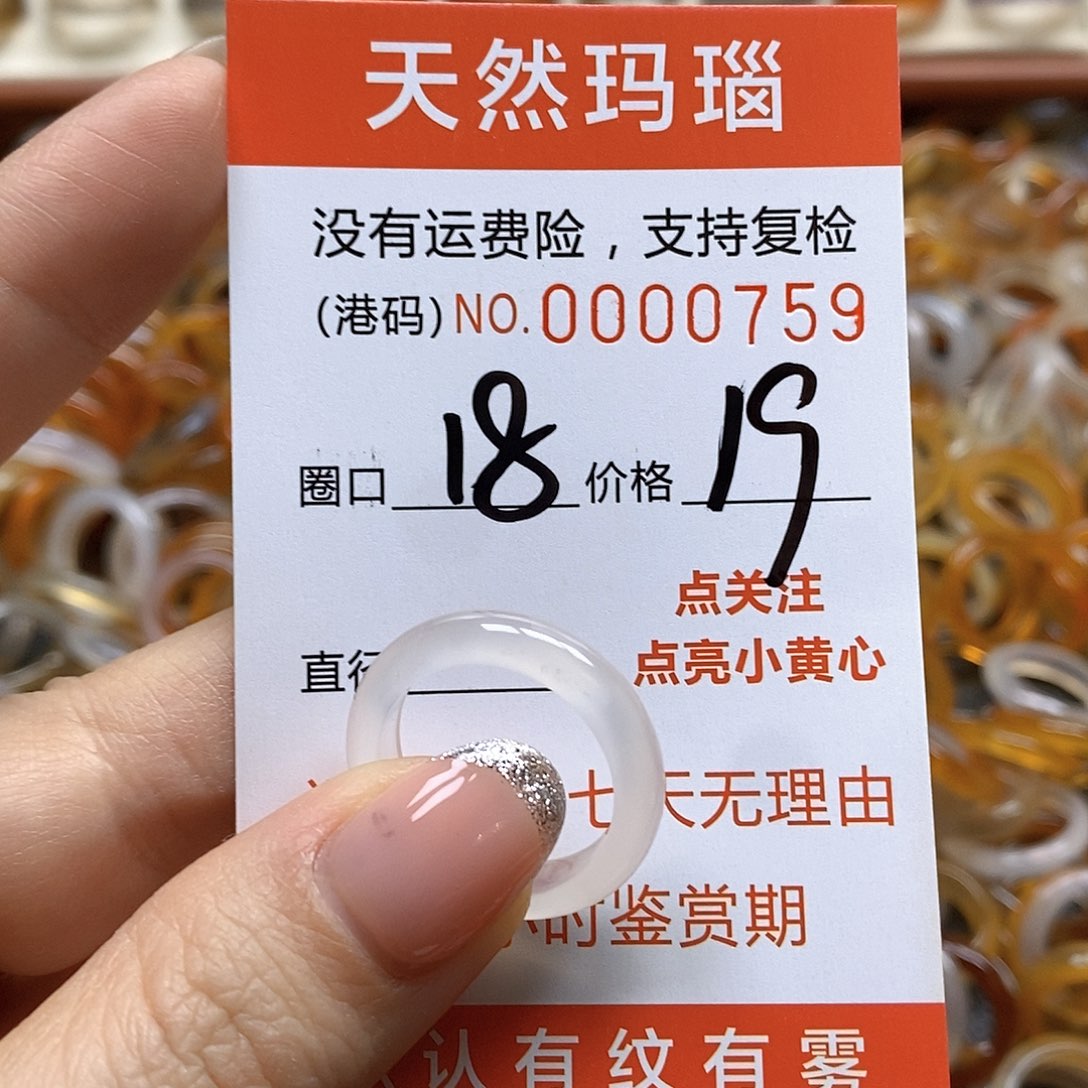 天然玛瑙
没有运费险，支持复检
(港码) NO.0000759
圈口 18 价格 19
点关注
直 点亮小黄心
七天无理由
时鉴赏期
认有纹有雾